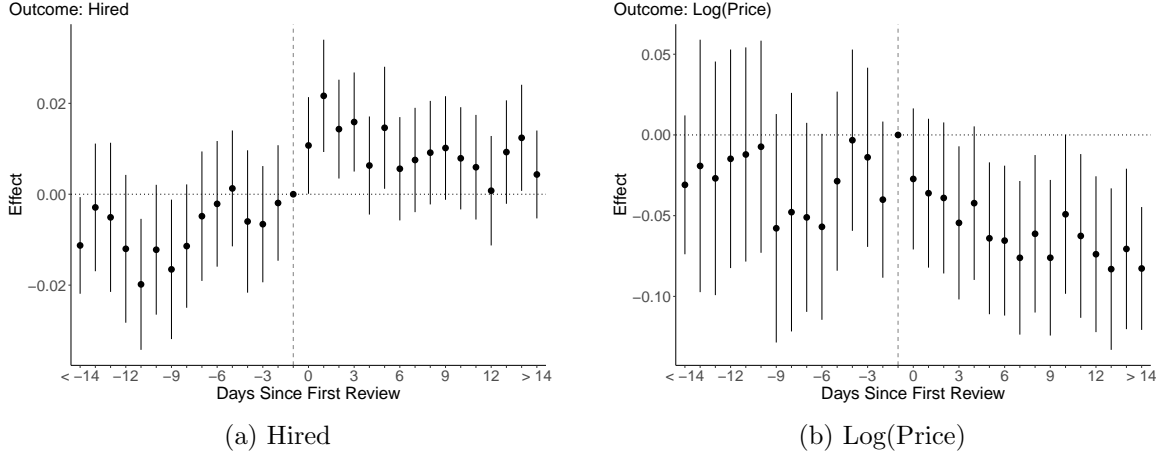 Outcome: Hired
Effect
0.02
0.00
−0.02
< −14 −12 −9 −6 −3 0 3 6 9 12 > 14
Days Since First Review
(a) Hired
Outcome: Log(Price)
Effect
0.05
0.00
−0.05
−0.10
< −14 −12 −9 −6 −3 0 3 6 9 12 > 14
Days Since First Review
(b) Log(Price)